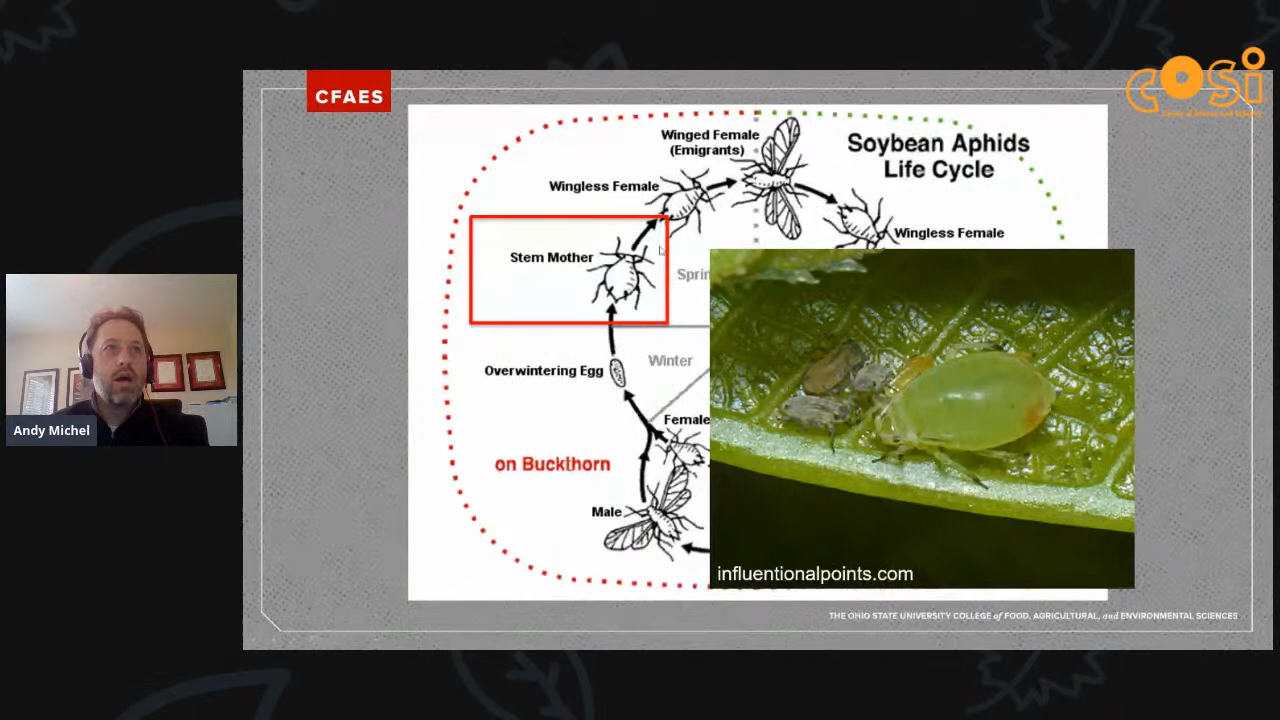 CFAES
COSI
Soybean Aphids
Life Cycle
Winged Female
(Emigrants)
Wingless Female
Wingless Female
Stem Mother
Sprin
Overwintering Egg
Winter
Female
on Buckthorn
Male
Andy Michel
influentionalpoints.com
THE OHIO STATE UNIVERSITY COLLEGE of FOOD, AGRICULTURAL, and ENVIRONMENTAL SCIENCES